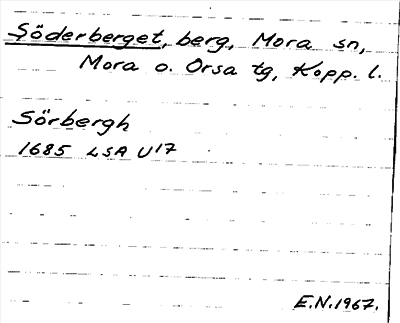 Söderberget, berg, Mora sn,
Mora o. Orsa tg, Kopp. l.
Sörbergh
1685 LSA U17
E.N.1967.